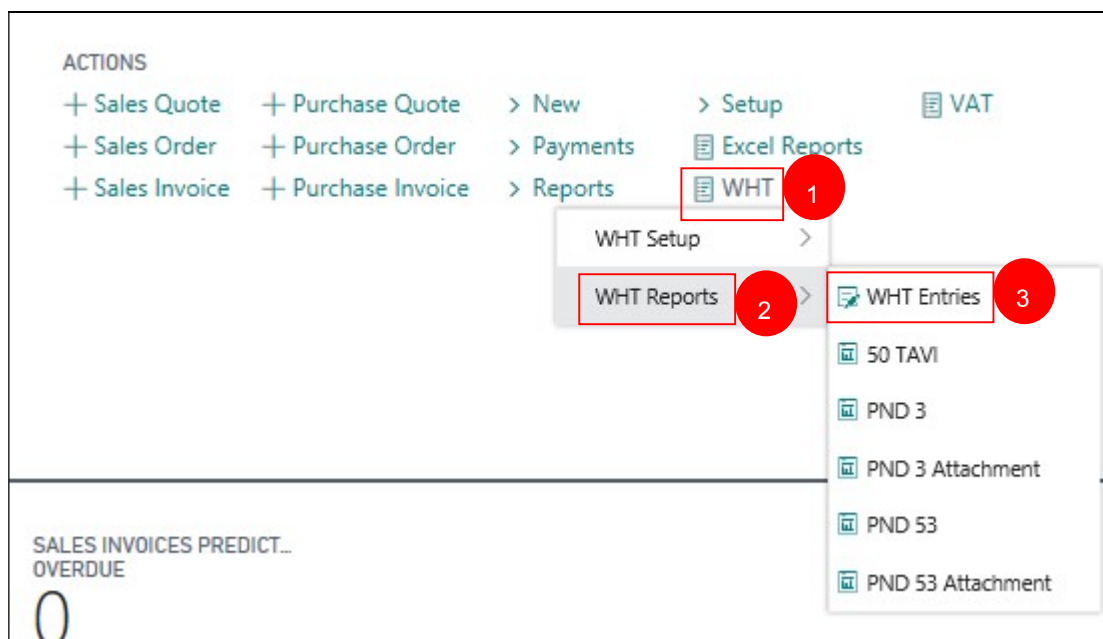 ACTIONS
+ Sales Quote + Purchase Quote > New > Setup VAT
+ Sales Order + Purchase Order > Payments Excel Reports
+ Sales Invoice + Purchase Invoice > Reports WHT 1
WHT Setup >
WHT Reports 2 > WHT Entries 3
50 TAVI
PND 3
PND 3 Attachment
PND 53
SALES INVOICES PREDICT...
OVERDUE
PND 53 Attachment
0